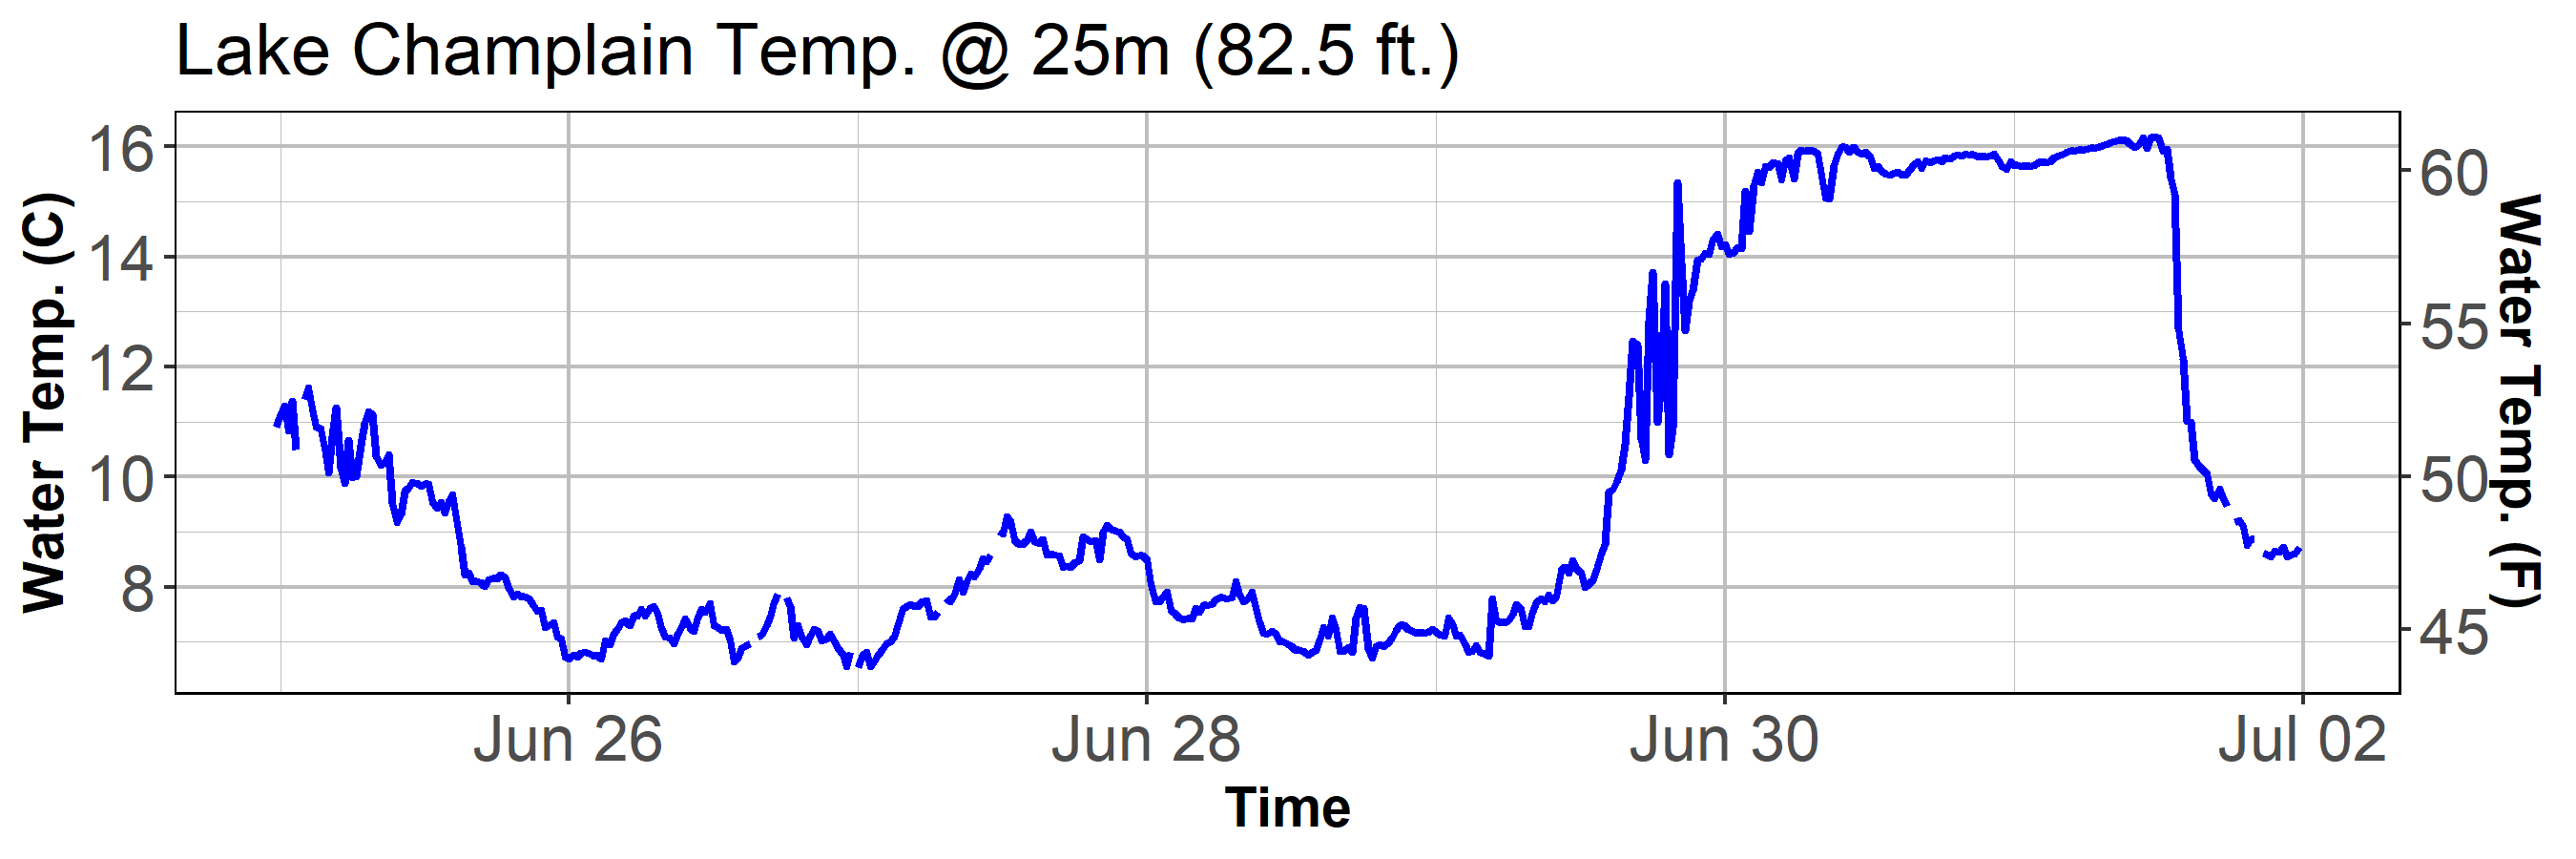 Lake Champlain Temp. @ 25m (82.5 ft.)
Water Temp. (C)
16
14
12
10
8
60
55
50
45
Water Temp. (F)
Jun 26 Jun 28 Jun 30 Jul 02
Time